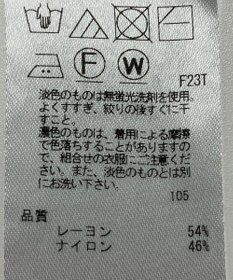 F
W
F23T
淡色のものは無蛍光洗剤を使用。
よくすすぎ、絞りの後すぐに干
すこと。
濃色のものは、着用による摩擦
で色落ちすることがありますの
で、組合せの衣服にご注意くだ
さい。また、淡色のものとは別
にお洗い下さい。
105
品質
レーヨン 54%
ナイロン 46%